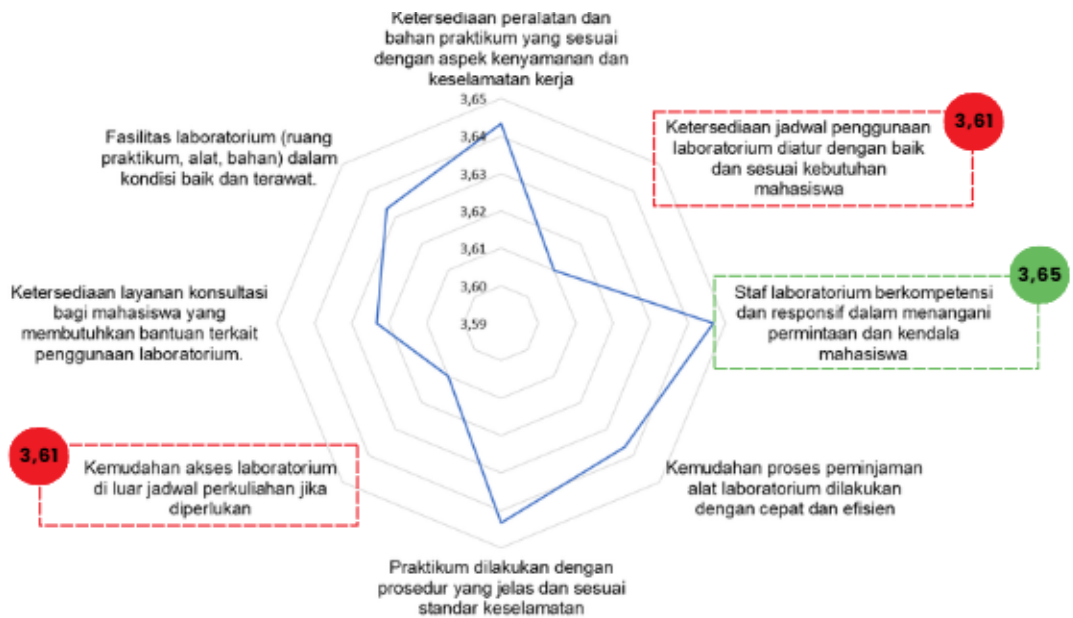 Ketersediaan peralatan dan
bahan praktikum yang sesuai
dengan aspek kenyamanan dan
keselamatan kerja
3,65
3,64
3,63
3,62
3,61
3,60
3,59
3,61
Ketersediaan jadwal penggunaan
laboratorium diatur dengan baik
dan sesuai kebutuhan
mahasiswa
3,65
Staf laboratorium berkompetensi
dan responsif dalam menangani
permintaan dan kendala
mahasiswa
Kemudahan proses peminjaman
alat laboratorium dilakukan
dengan cepat dan efisien
Praktikum dilakukan dengan
prosedur yang jelas dan sesuai
standar keselamatan
3,61
Kemudahan akses laboratorium
di luar jadwal perkuliahan jika
diperlukan
Ketersediaan layanan konsultasi
bagi mahasiswa yang
membutuhkan bantuan terkait
penggunaan laboratorium.
Fasilitas laboratorium (ruang
praktikum, alat, bahan) dalam
kondisi baik dan terawat.